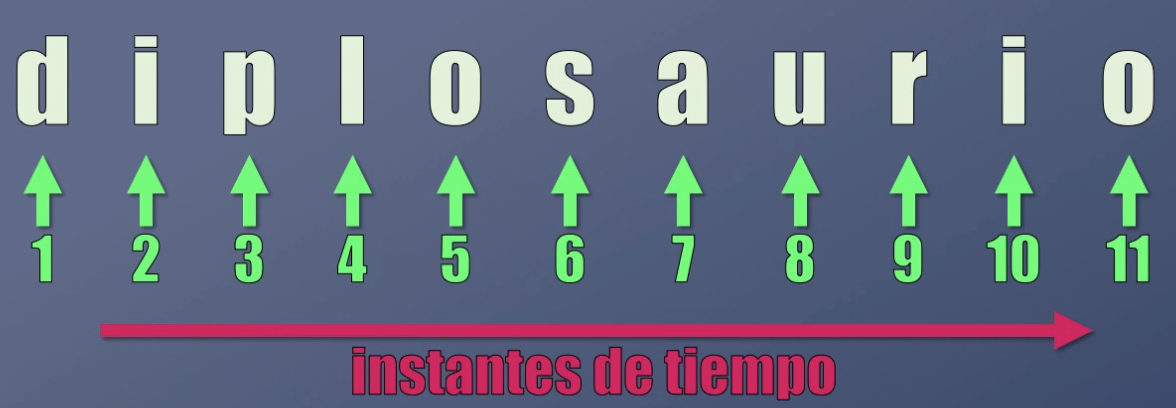 d i p l o s a u r i o
1 2 3 4 5 6 7 8 9 10 11
instantes de tiempo